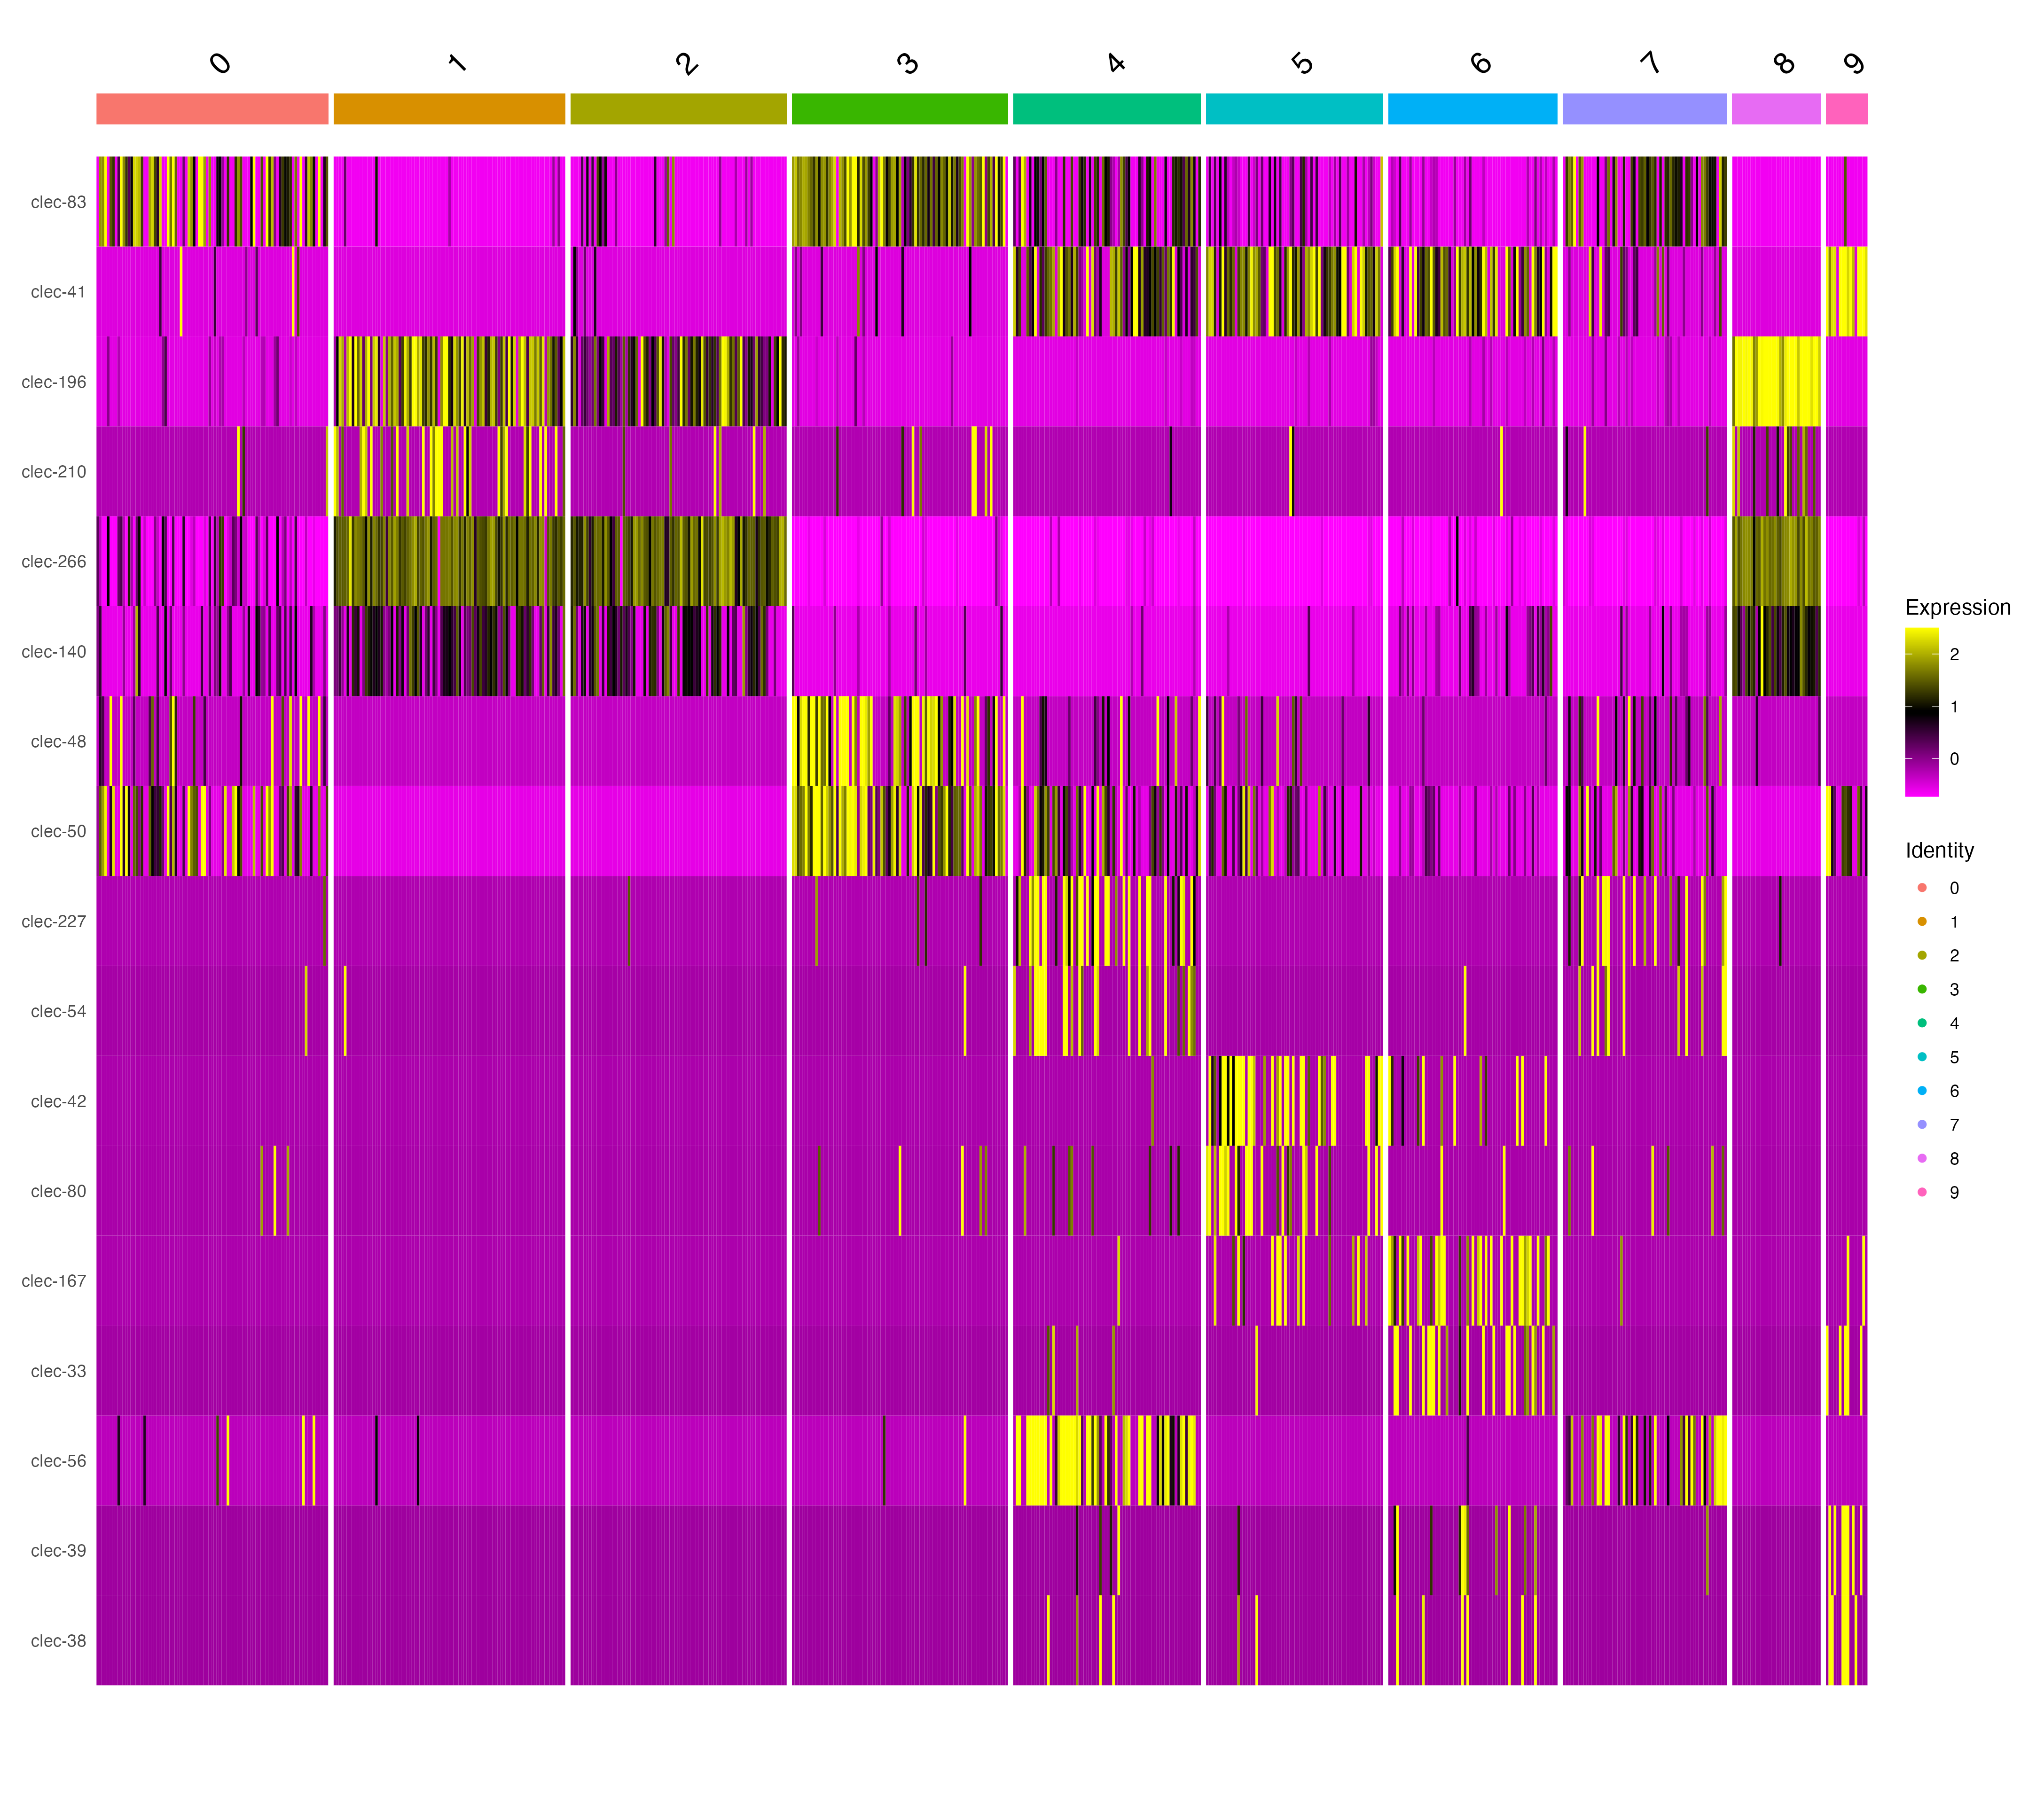 0 1 2 3 4 5 6 7 8 9
clec-83
clec-41
clec-196
clec-210
clec-266
clec-140
clec-48
clec-50
clec-227
clec-54
clec-42
clec-80
clec-167
clec-33
clec-56
clec-39
clec-38
Expression
2
1
0
Identity
0
1
2
3
4
5
6
7
8
9